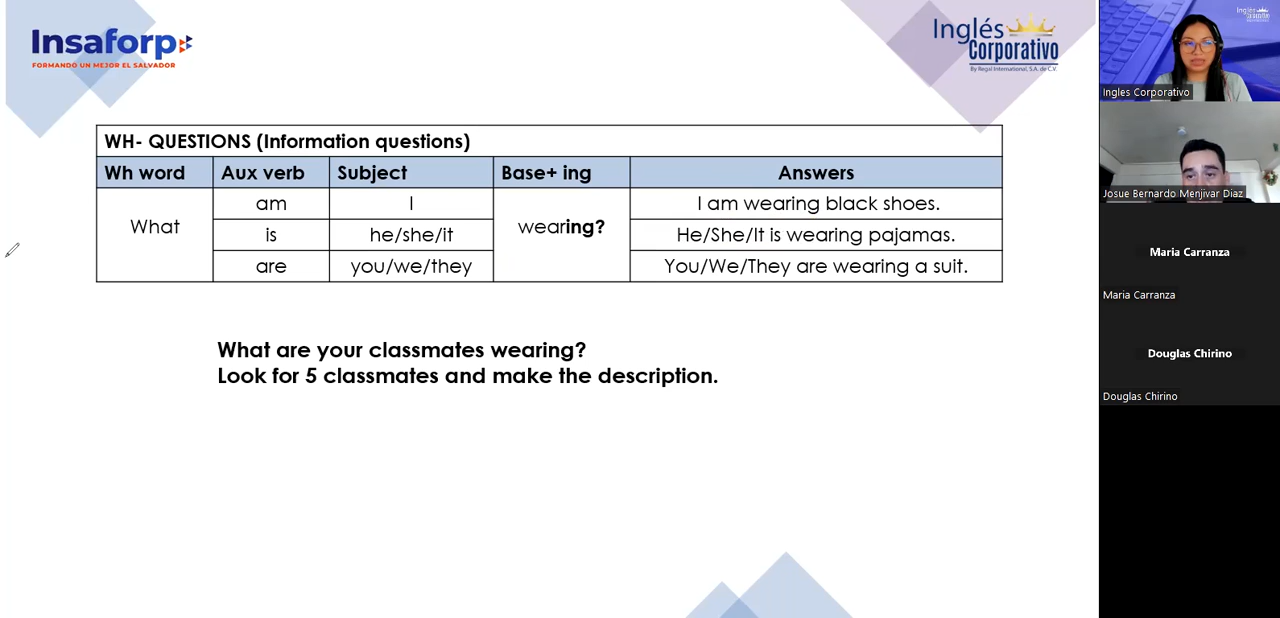 Insaforp
FORMANDO UN MEJOR EL SALVADOR
Inglés
Corporativo
By Regal International, S.A. de C.V.
WH- QUESTIONS (Information questions)
Wh word Aux verb Subject Base+ ing Answers
What am I wearing? I am wearing black shoes.
is he/she/it He/She/It is wearing pajamas.
are you/we/they You/We/They are wearing a suit.
What are your classmates wearing?
Look for 5 classmates and make the description.
Inglés
Ingles Corporativo
Josue Bernardo Menjivar Diaz
Maria Carranza
Maria Carranza
Douglas Chirino
Douglas Chirino